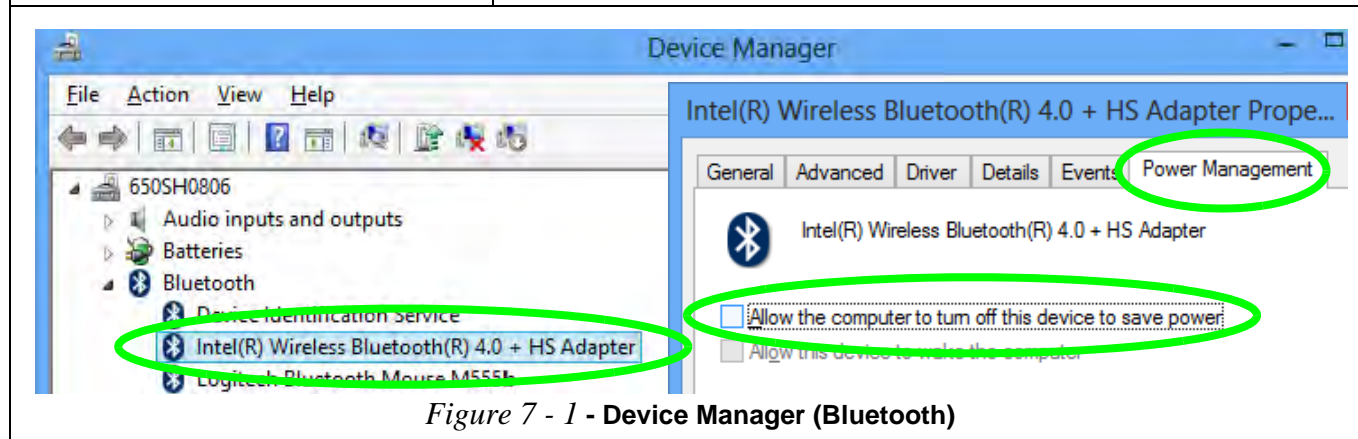 Device Manager
File Action View Help
650SH0806
Audio inputs and outputs
Batteries
Bluetooth
Device Identification Service
Intel(R) Wireless Bluetooth(R) 4.0 + HS Adapter
Logitech Bluetooth Mouse M555b
Intel(R) Wireless Bluetooth(R) 4.0 + HS Adapter Prope...
General Advanced Driver Details Events Power Management
Intel(R) Wireless Bluetooth(R) 4.0 + HS Adapter
Allow the computer to turn off this device to save power
Allow this device to wake the computer
Figure 7 - 1 - Device Manager (Bluetooth)